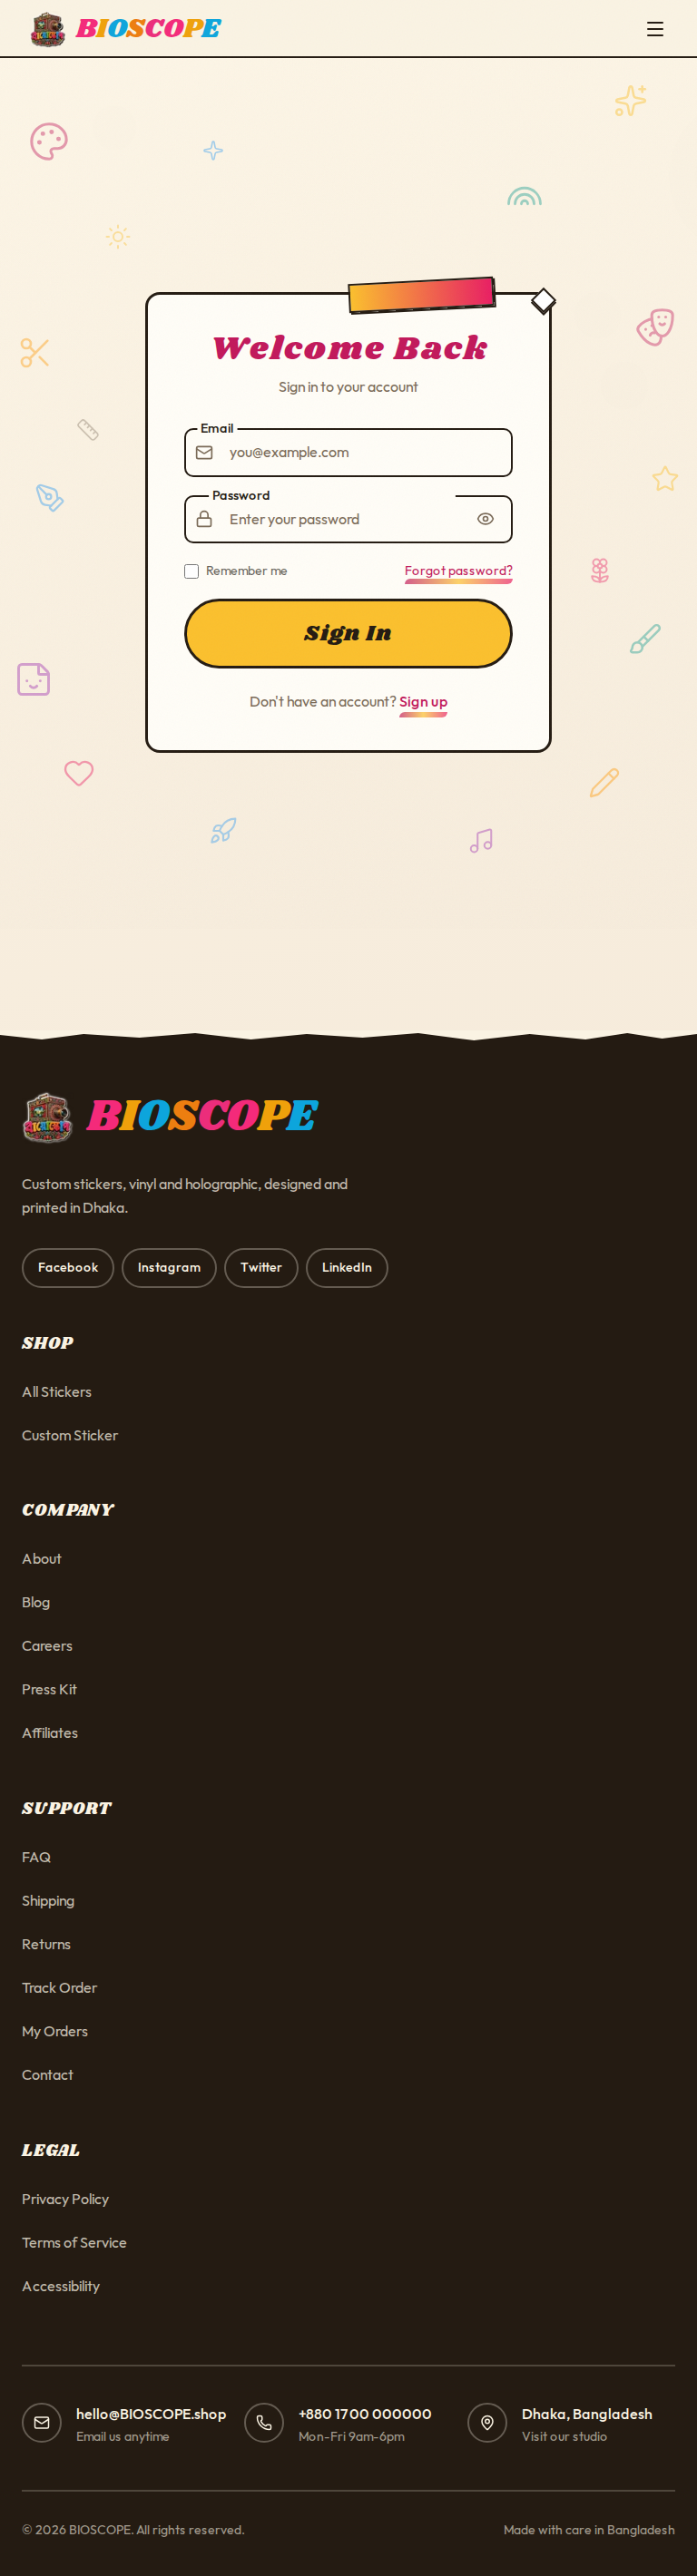 BIOSCOPE
Welcome Back
Sign in to your account
Email
you@example.com
Password
Enter your password
Remember me
Forgot password?
Sign In
Don't have an account? Sign up
BIOSCOPE
Custom stickers, vinyl and holographic, designed and
printed in Dhaka.
Facebook
Instagram
Twitter
LinkedIn
SHOP
All Stickers
Custom Sticker
COMPANY
About
Blog
Careers
Press Kit
Affiliates
SUPPORT
FAQ
Shipping
Returns
Track Order
My Orders
Contact
LEGAL
Privacy Policy
Terms of Service
Accessibility
hello@BIOSCOPE.shop
Email us anytime
+880 1700 000000
Mon-Fri 9am-6pm
Dhaka, Bangladesh
Visit our studio
© 2026 BIOSCOPE. All rights reserved.
Made with care in Bangladesh